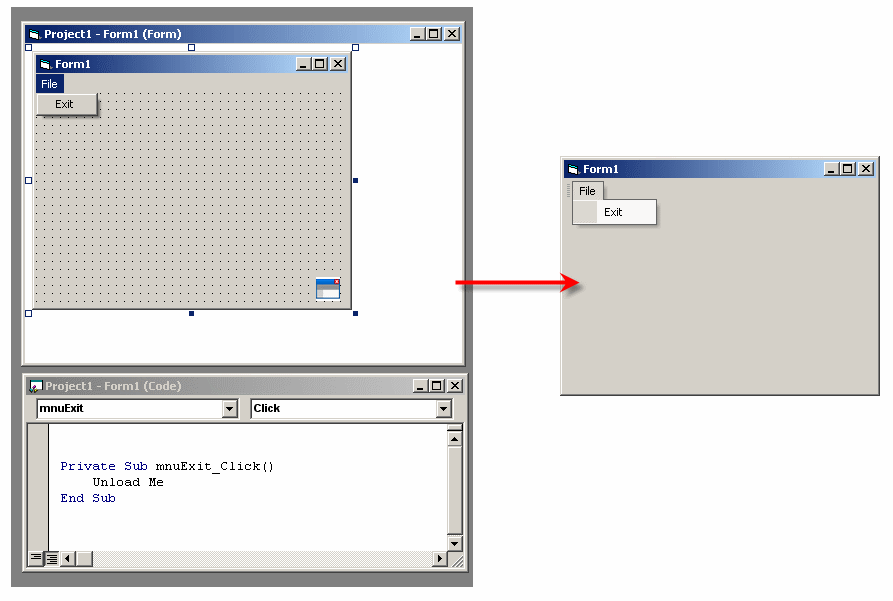 Project1 - Form1 (Form)
Form1
File
Exit
Form1
File
Exit
Project1 - Form1 (Code)
mnuExit Click
Private Sub mnuExit_Click()
Unload Me
End Sub